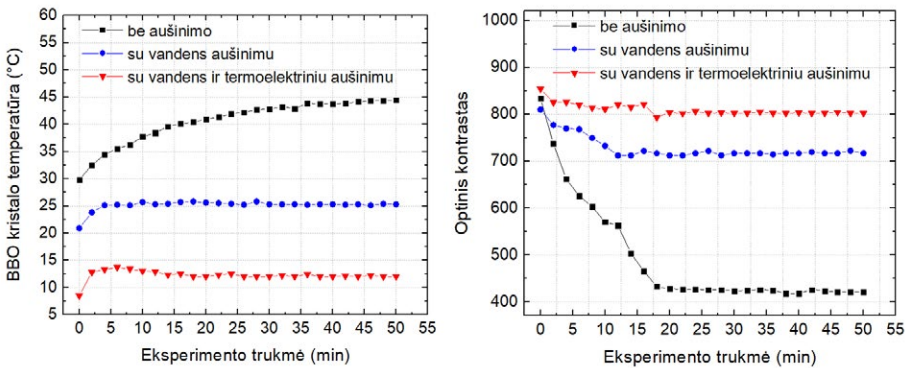 60
55
50
45
40
35
30
25
20
15
10
5
BBO kristalo temperatūra (°C)
be aušinimo
su vandens aušinimu
su vandens ir termoelektriniu aušinimu
0 5 10 15 20 25 30 35 40 45 50 55
Eksperimento trukmė (min)
1000
900
800
700
600
500
400
Optinis kontrastas
be aušinimo
su vandens aušinimu
su vandens ir termoelektriniu aušinimu
0 5 10 15 20 25 30 35 40 45 50 55
Eksperimento trukmė (min)